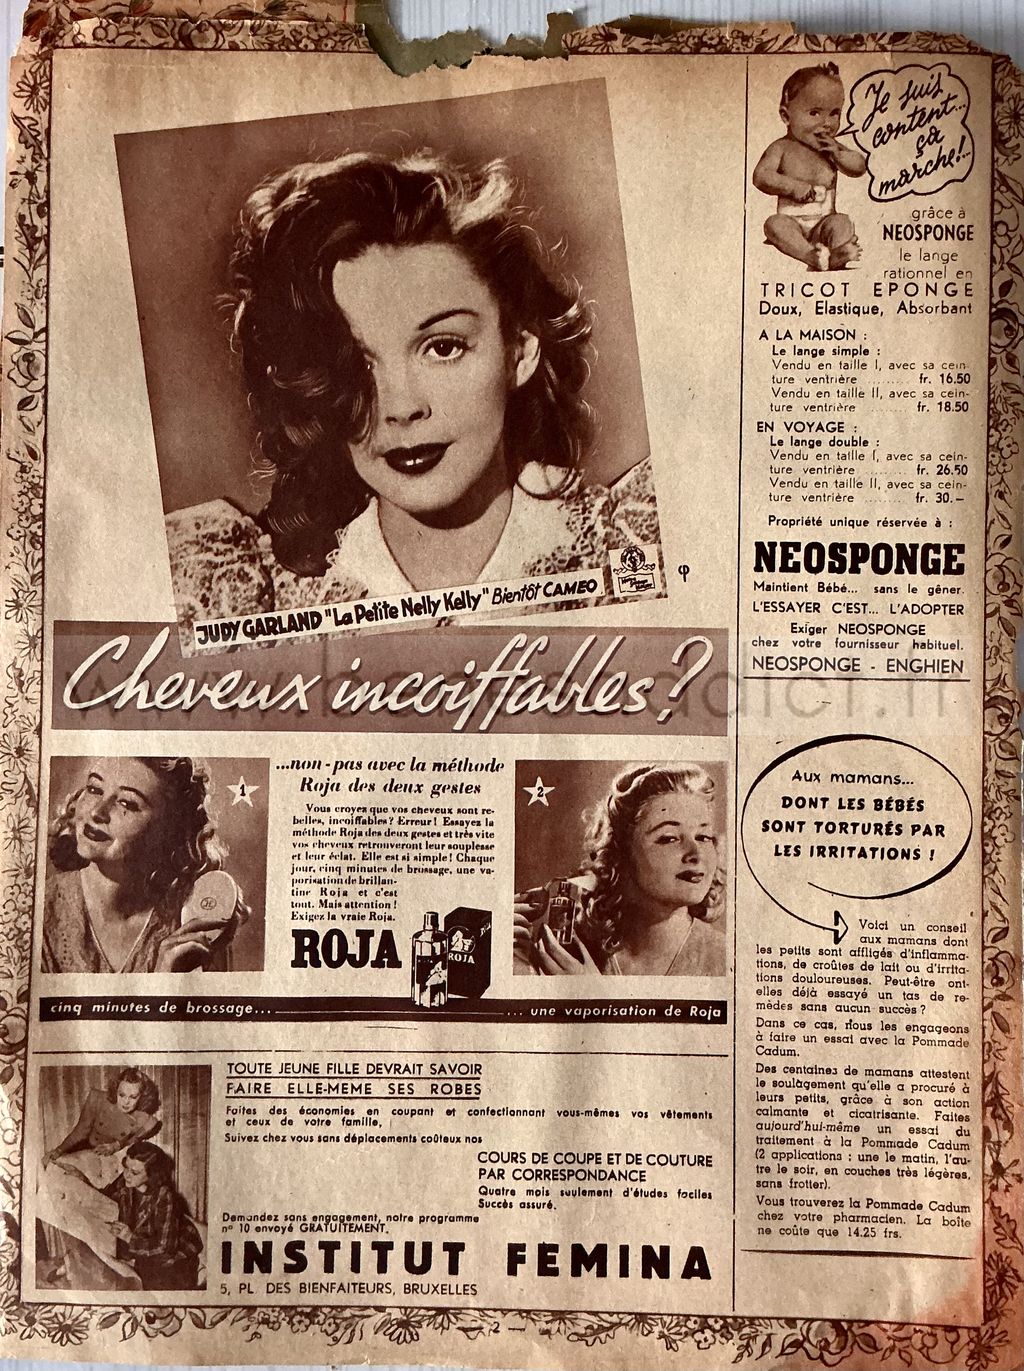 JUDY GARLAND "La Petite Nelly Kelly" Bientôt CAMEO
Cheveux incoiffables?
1
...non-pas avec la méthode
Roja des deux gestes
Vous croyez que vos cheveux sont re-
belles, incoiffables? Erreur! Essayez la
méthode Roja des deux gestes et très vite
vos cheveux retrouveront leur souplesse
et leur éclat. Elle est si simple! Chaque
jour, cinq minutes de brossage, une va-
porisation de brillan-
tine Roja et c'est
tout. Mais attention!
Exigez la vraie Roja.
ROJA
ROJA
2
cinq minutes de brossage...
... une vaporisation de Roja
TOUTE JEUNE FILLE DEVRAIT SAVOIR
FAIRE ELLE-MEME SES ROBES
Faites des économies en coupant et confectionnant vous-mêmes vos vêtements
et ceux de votre famille,
Suivez chez vous sans déplacements coûteux nos
COURS DE COUPE ET DE COUTURE
PAR CORRESPONDANCE
Quatre mois seulement d'études faciles
Succès assuré.
Demandez sans engagement, notre programme
nº 10 envoyé GRATUITEMENT.
INSTITUT FEMINA
5, PL. DES BIENFAITEURS, BRUXELLES
Je suis
content...
ça
marche!..
grâce à
NEOSPONGE
le lange
rationnel en
TRICOT EPONGE
Doux, Elastique, Absorbant
A LA MAISON :
Le lange simple :
Vendu en taille I, avec sa cein-
ture ventrière ........ fr. 16.50
Vendu en taille II, avec sa cein-
ture ventrière ........ fr. 18.50
EN VOYAGE :
Le lange double :
Vendu en taille I, avec sa cein-
ture ventrière ........ fr. 26.50
Vendu en taille II, avec sa cein-
ture ventrière ........ fr. 30.—
Propriété unique réservée à :
NEOSPONGE
Maintient Bébé... sans le gêner.
L'ESSAYER C'EST... L'ADOPTER
Exiger NEOSPONGE
chez votre fournisseur habituel.
NEOSPONGE - ENGHIEN
Aux mamans...
DONT LES BÉBÉS
SONT TORTURÉS PAR
LES IRRITATIONS !
Voici un conseil
aux mamans dont
les petits sont affligés d'inflamma-
tions, de croûtes de lait ou d'irrita-
tions douloureuses. Peut-être ont-
elles déjà essayé un tas de re-
mèdes sans aucun succès ?
Dans ce cas, nous les engageons
à faire un essai avec la Pommade
Cadum.
Des centaines de mamans attestent
le soulagement qu'elle a procuré à
leurs petits, grâce à son action
calmante et cicatrisante. Faites
aujourd'hui-même un essai du
traitement à la Pommade Cadum
(2 applications : une le matin, l'au-
tre le soir, en couches très légères,
sans frotter).
Vous trouverez la Pommade Cadum
chez votre pharmacien. La boîte
ne coûte que 14.25 frs.
— 2 —